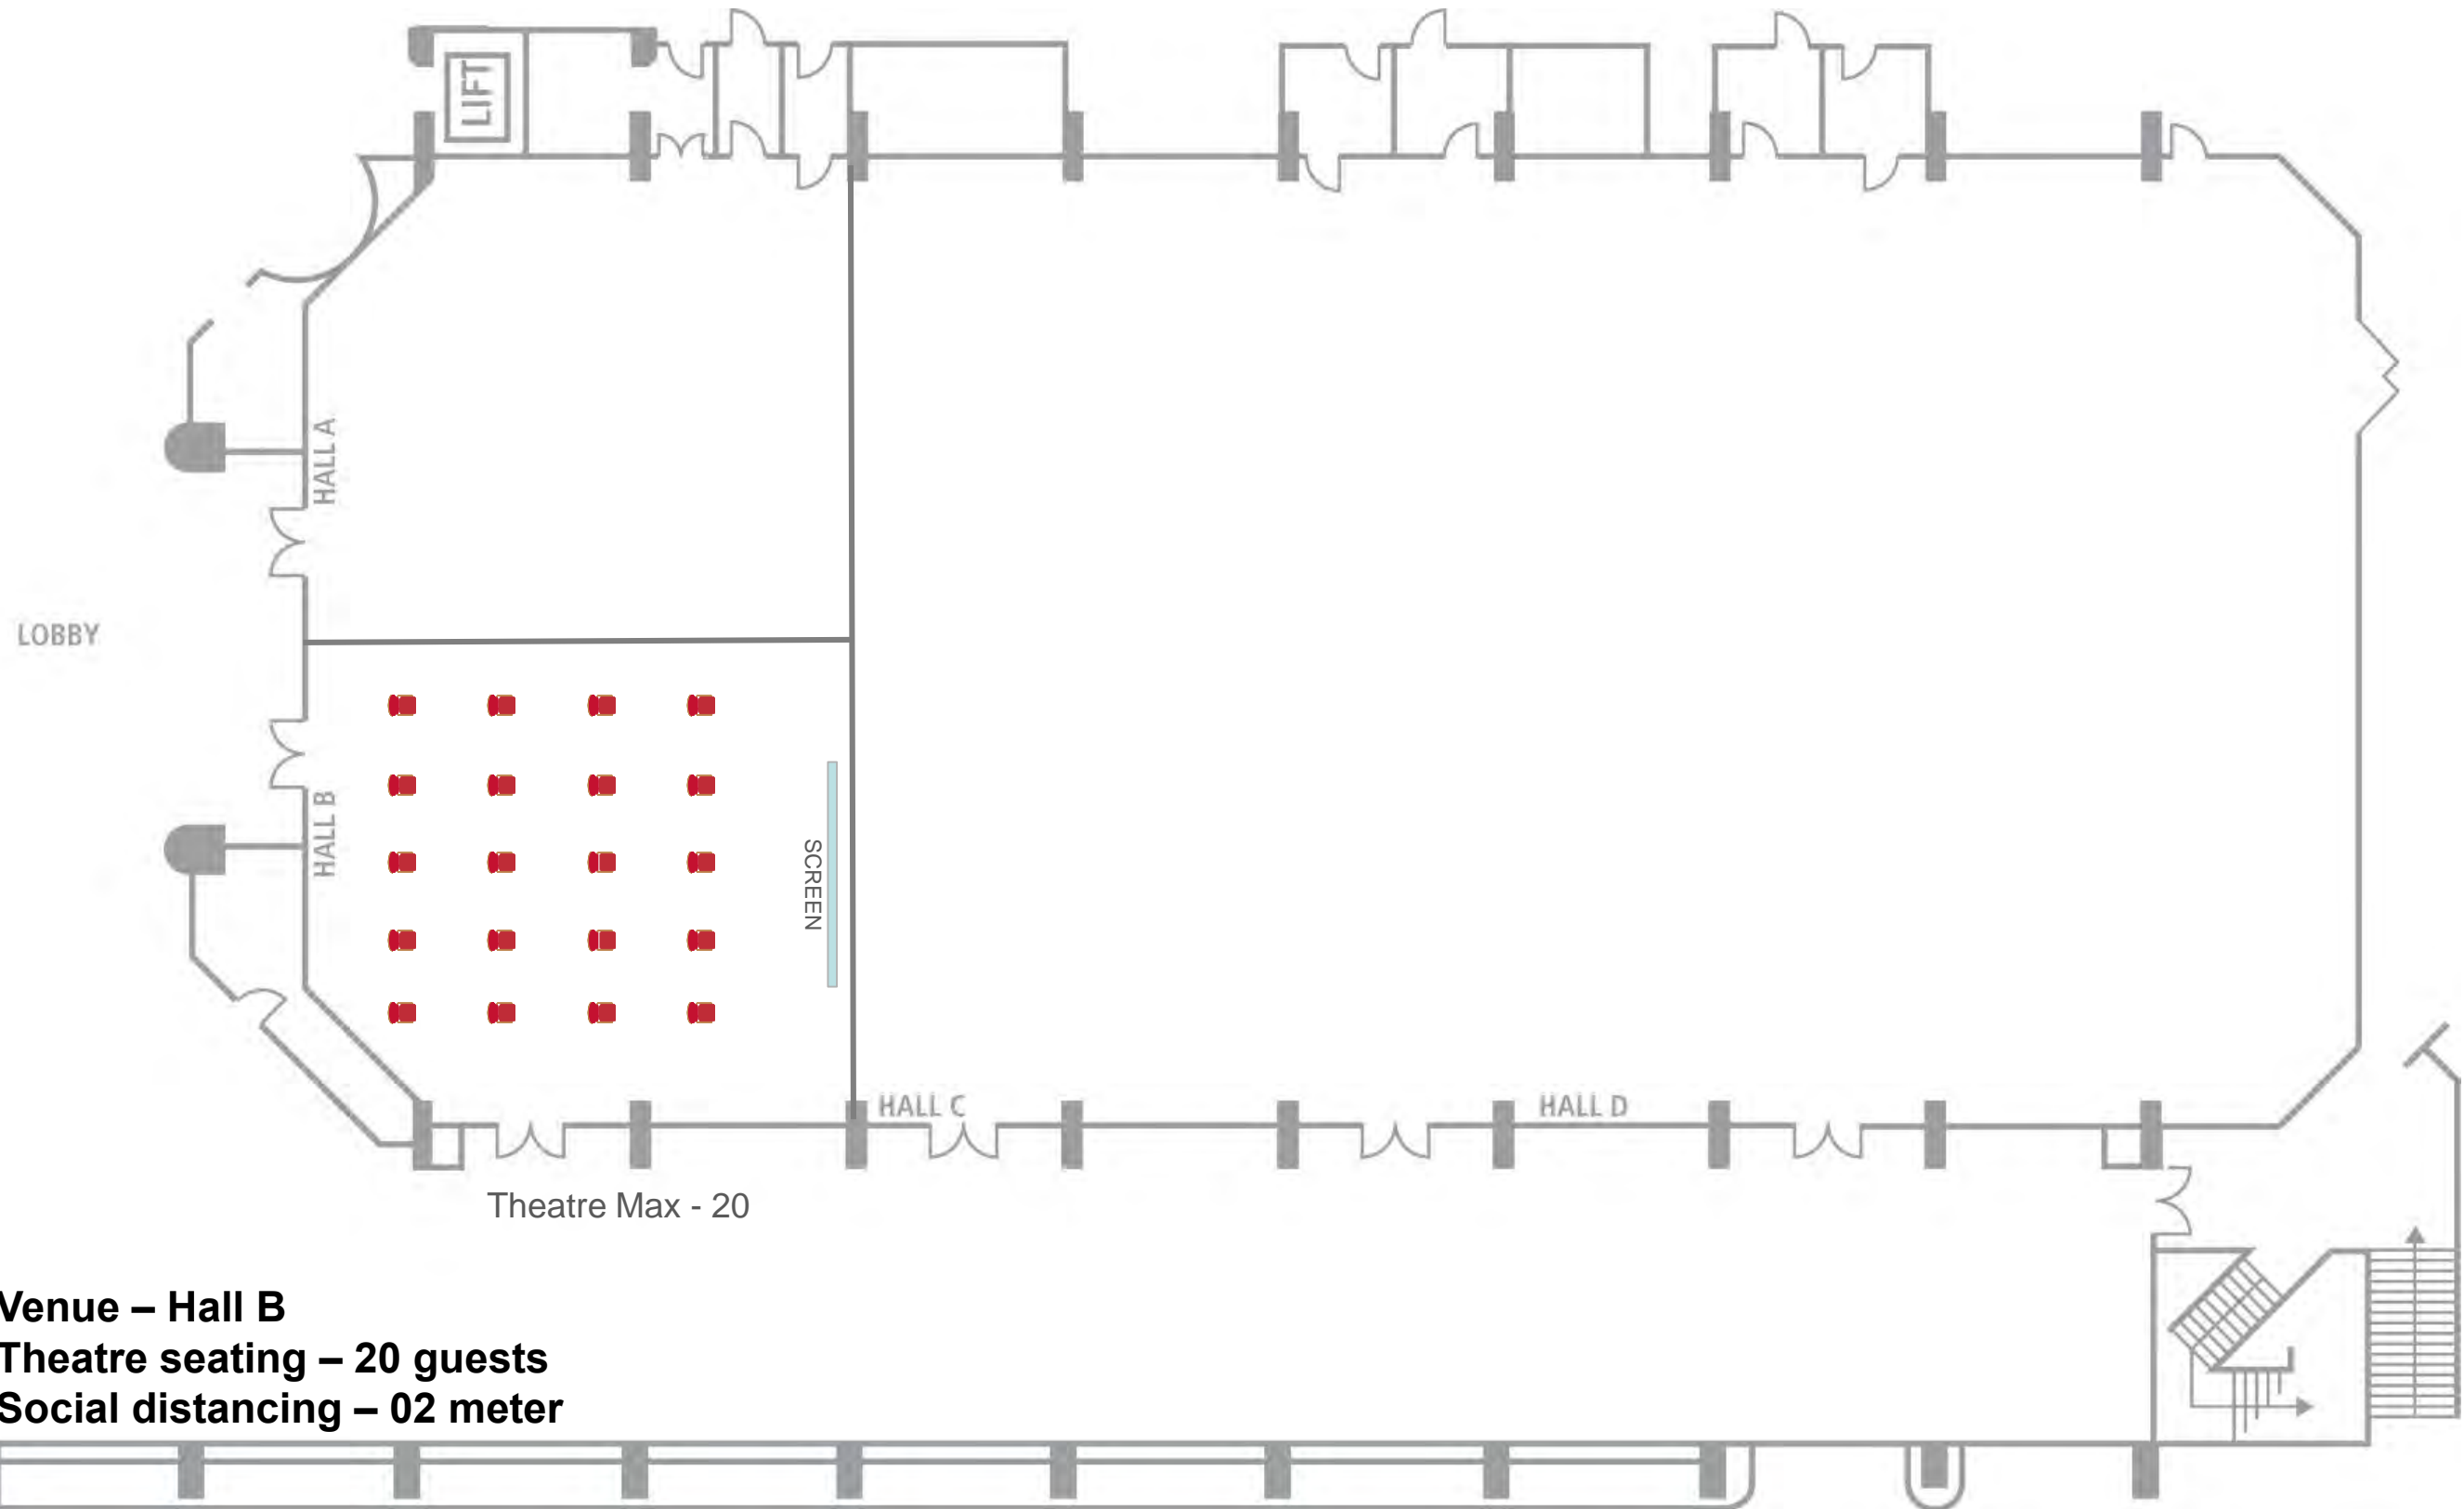 LIFT
HALL A
LOBBY
HALL B
SCREEN
HALL C
HALL D
Theatre Max - 20
Venue – Hall B
Theatre seating – 20 guests
Social distancing – 02 meter